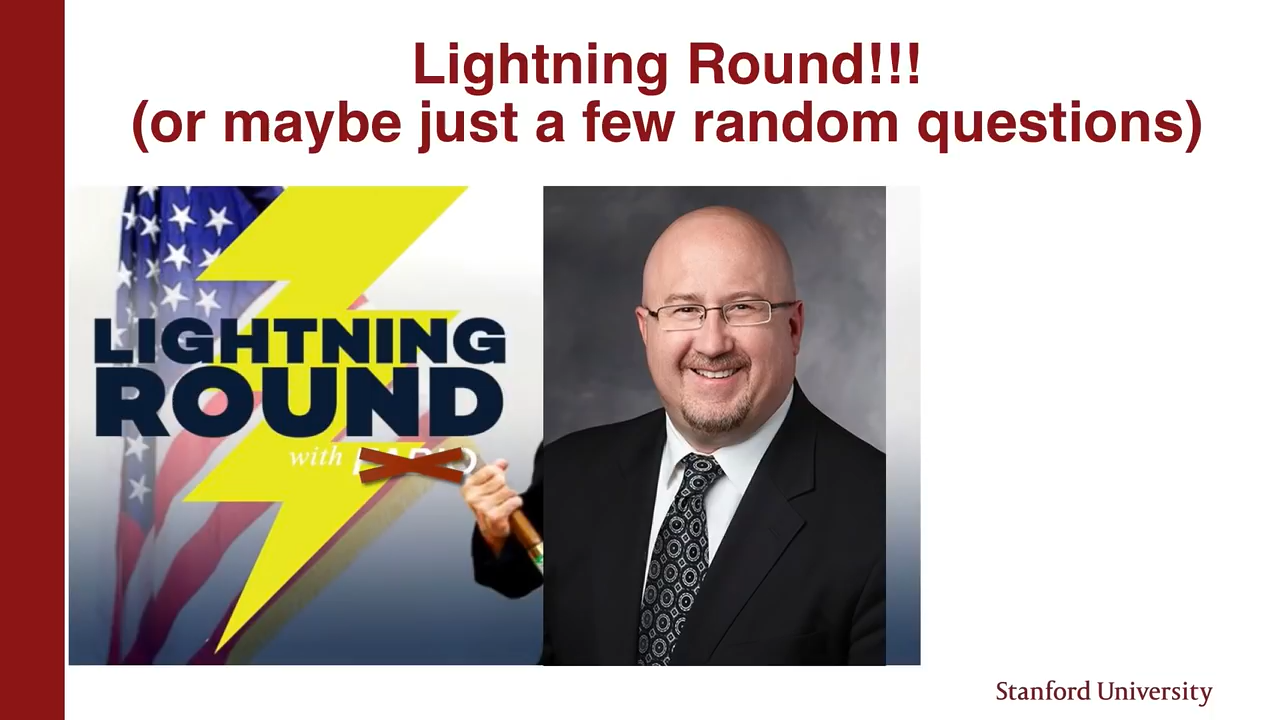 Lightning Round!!!
(or maybe just a few random questions)
LIGHTNING
ROUND
with
Stanford University